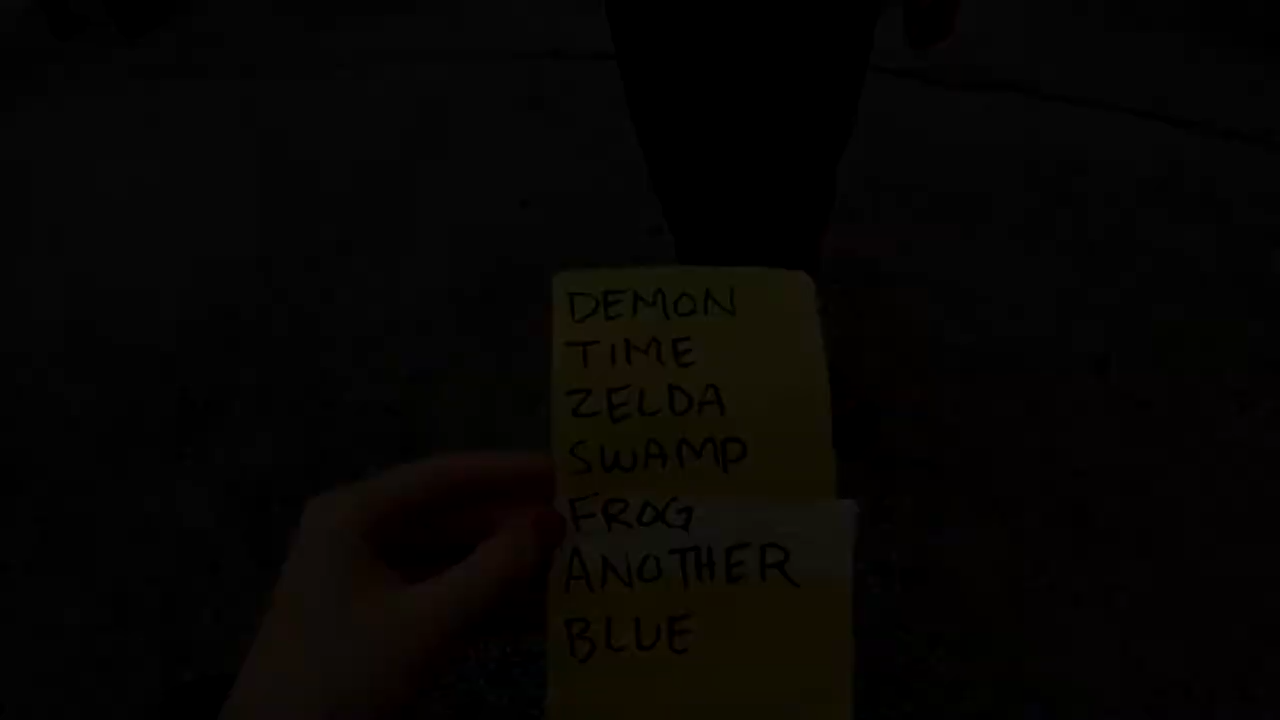 DEMON
TIME
ZELDA
SWAMP
FROG
ANOTHER
BLUE